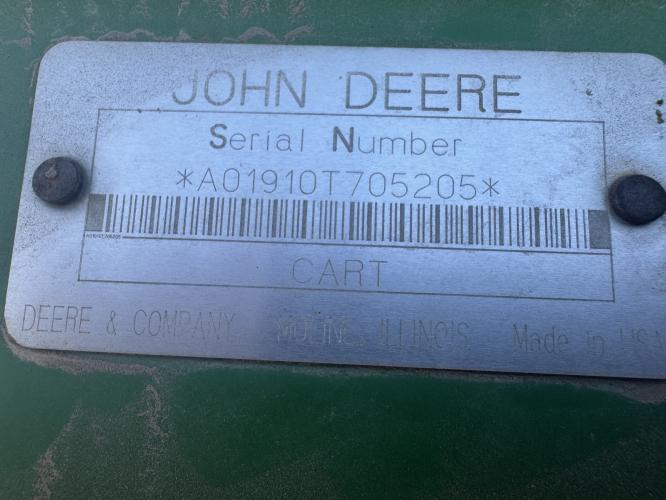 JOHN DEERE
Serial Number
*A01910T705205*
CART
DEERE & COMPANY MOLINE, ILLINOIS Made in USA